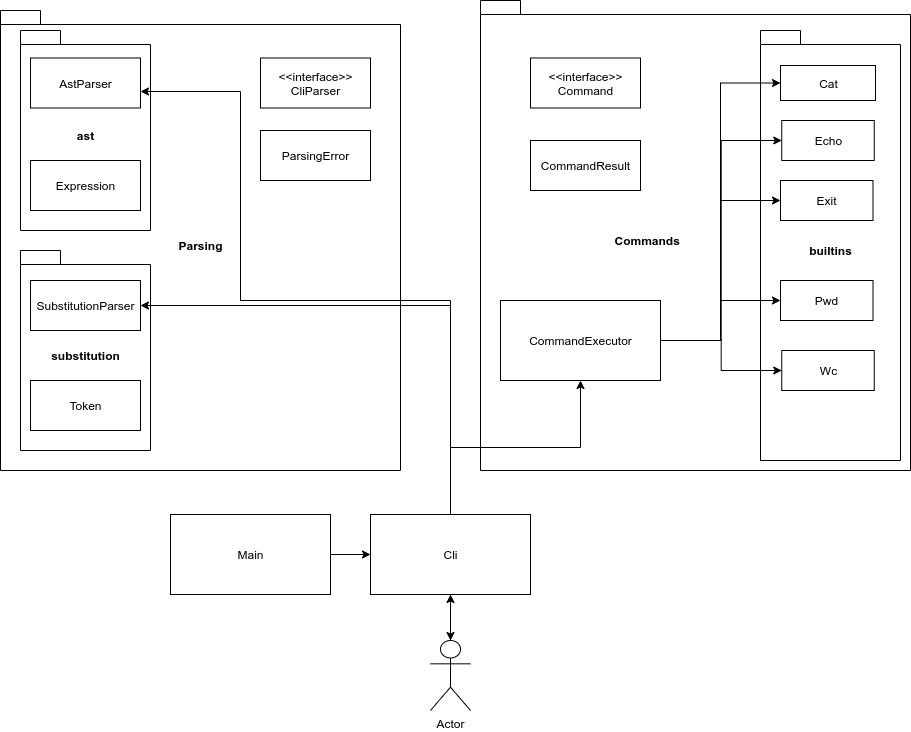 AstParser
ast
Expression
<<interface>>
CliParser
ParsingError
Parsing
SubstitutionParser
substitution
Token
<<interface>>
Command
CommandResult
Commands
CommandExecutor
Cat
Echo
Exit
builtins
Pwd
Wc
Main
Cli
Actor